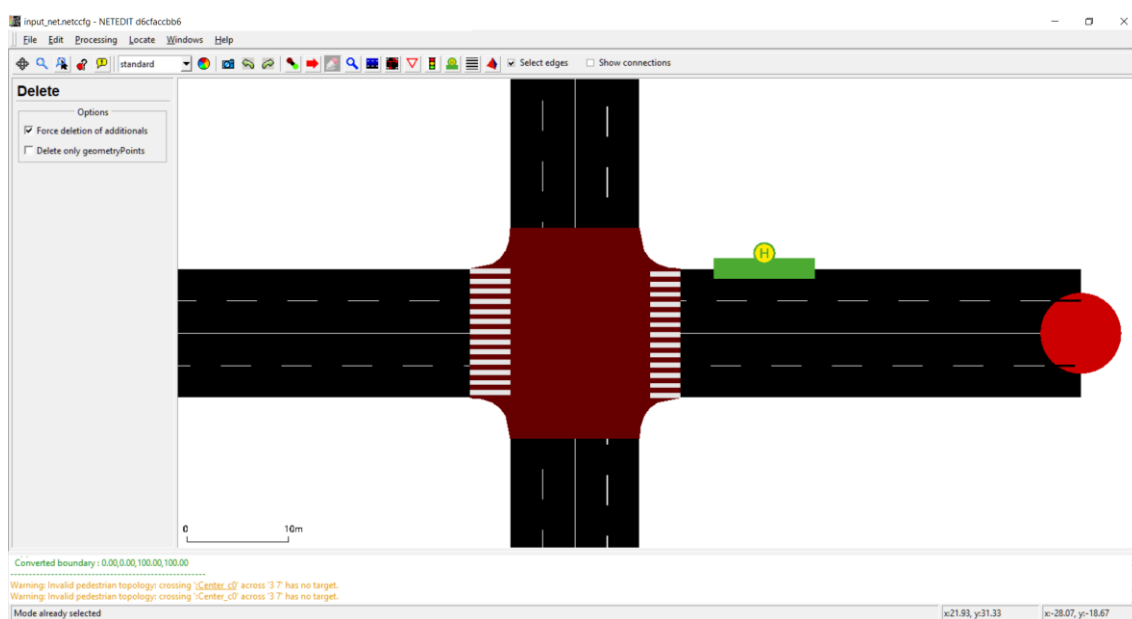 input_net.netccfg - NETEDIT d6cfaccbb6
File Edit Processing Locate Windows Help
standard Select edges Show connections
Delete
Options
Force deletion of additionals
Delete only geometryPoints
H
0 10m
Converted boundary : 0.00,0.00,100.00,100.00
Warning: Invalid pedestrian topology: crossing ':Center_c0' across '3 7' has no target.
Warning: Invalid pedestrian topology: crossing ':Center_c0' across '3 7' has no target.
Mode already selected x:21.93, y:31.33 x:-28.07, y:-18.67